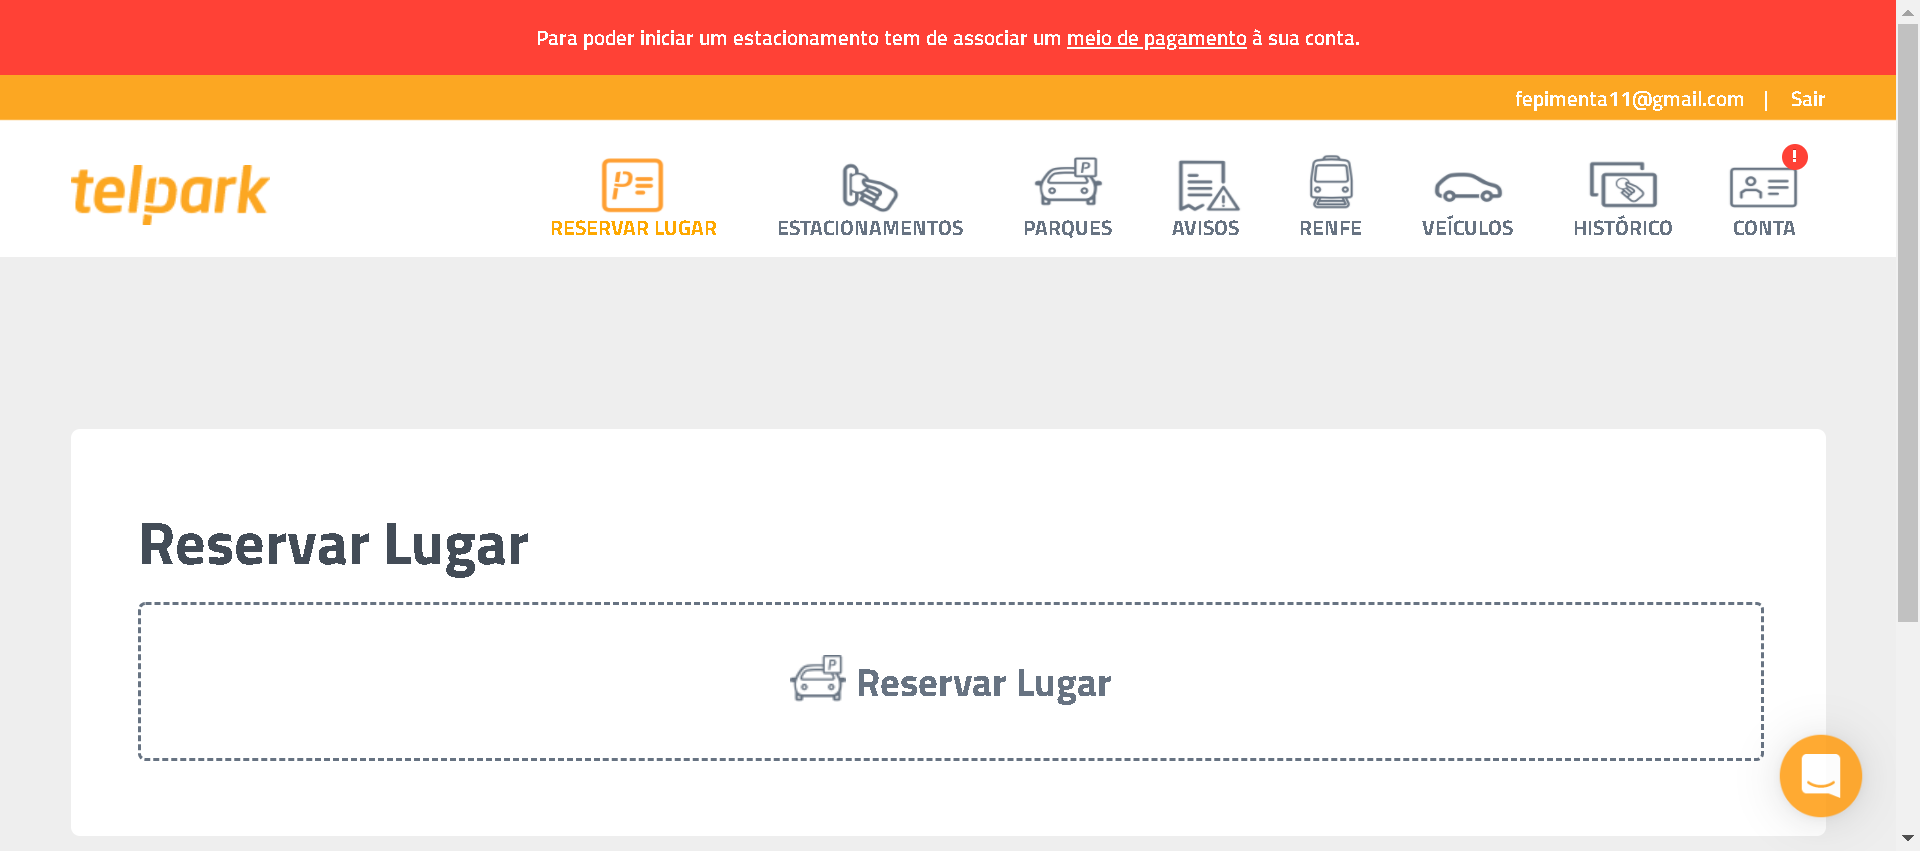 Para poder iniciar um estacionamento tem de associar um meio de pagamento à sua conta.
fepimenta11@gmail.com | Sair
telpark
RESERVAR LUGAR
ESTACIONAMENTOS
PARQUES
AVISOS
RENFE
VEÍCULOS
HISTÓRICO
CONTA
Reservar Lugar
Reservar Lugar